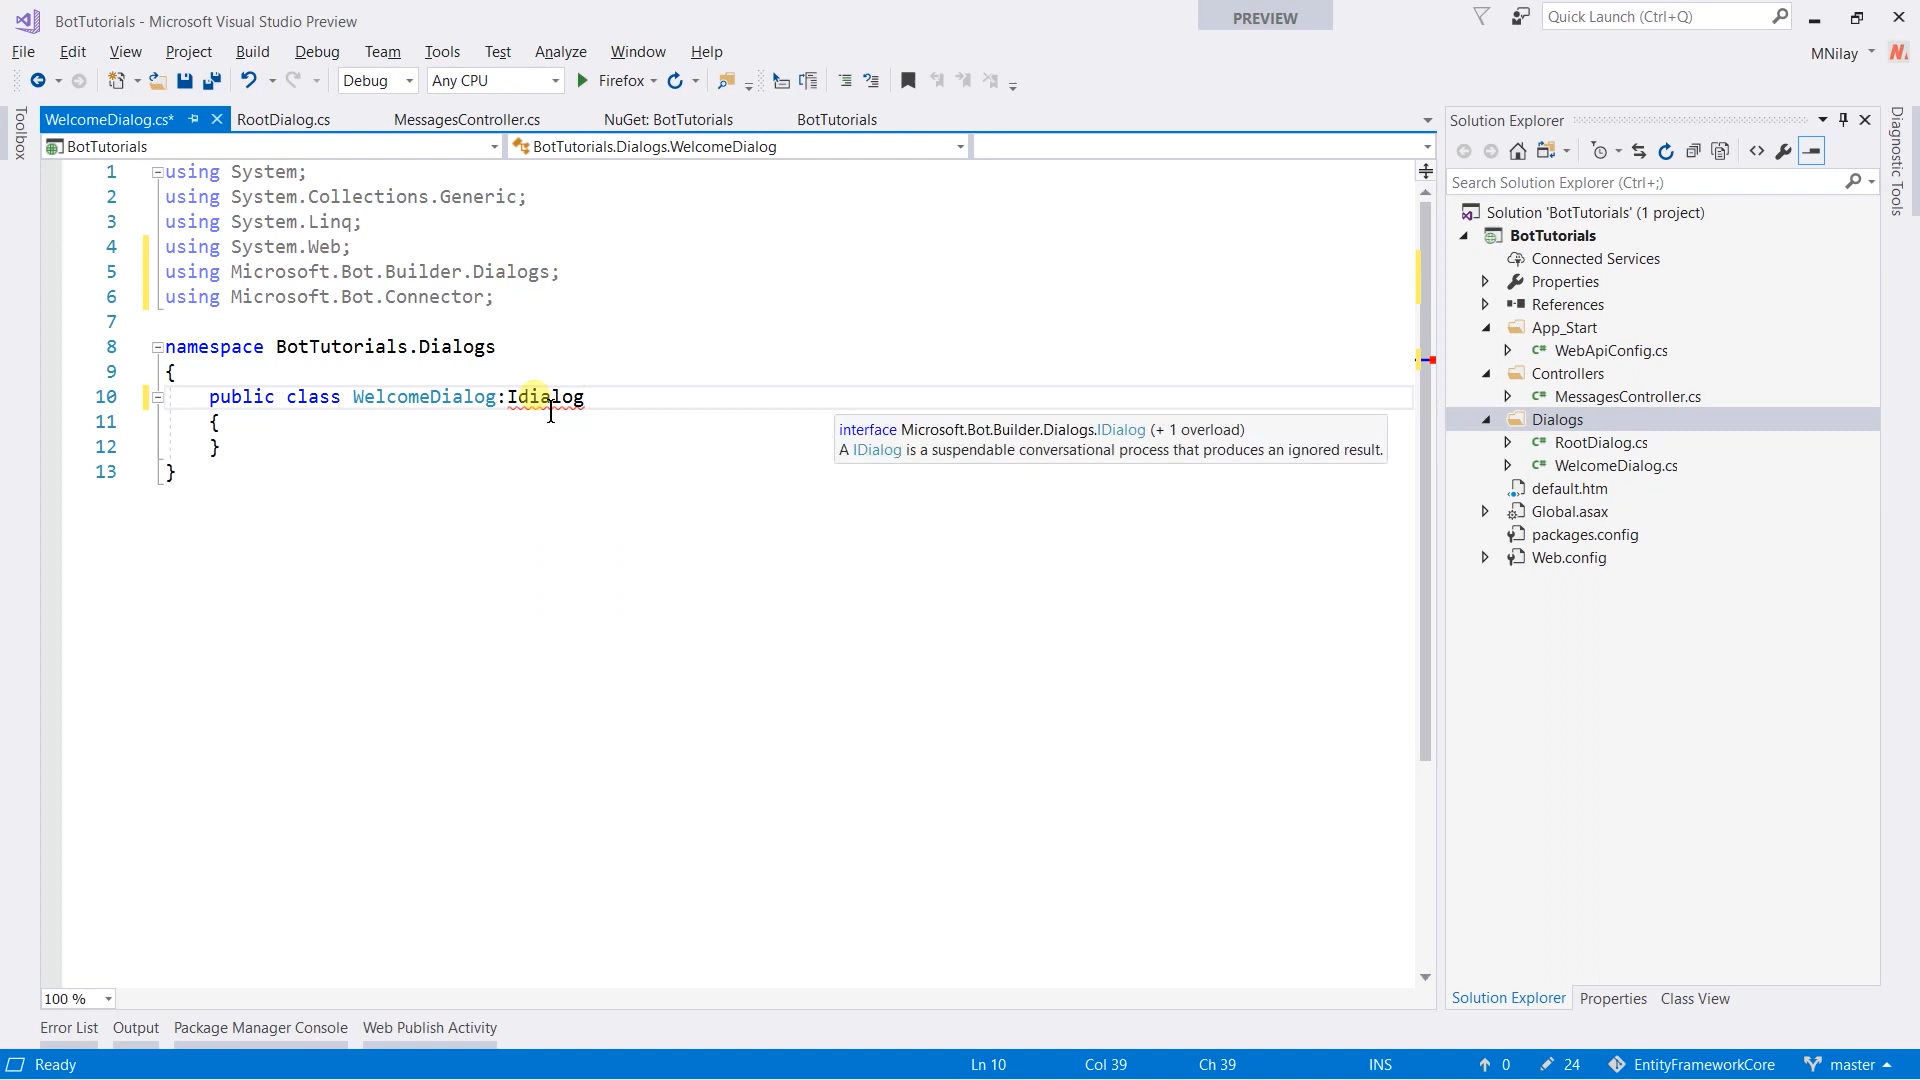 BotTutorials - Microsoft Visual Studio Preview
PREVIEW
Quick Launch (Ctrl+Q)
File Edit View Project Build Debug Team Tools Test Analyze Window Help
MNilay
Debug Any CPU Firefox
Toolbox
WelcomeDialog.cs* RootDialog.cs MessagesController.cs NuGet: BotTutorials BotTutorials
BotTutorials BotTutorials.Dialogs.WelcomeDialog
1 using System;
2 using System.Collections.Generic;
3 using System.Linq;
4 using System.Web;
5 using Microsoft.Bot.Builder.Dialogs;
6 using Microsoft.Bot.Connector;
7
8 namespace BotTutorials.Dialogs
9 {
10 public class WelcomeDialog:Idialog
11 {
12 }
13 }
interface Microsoft.Bot.Builder.Dialogs.IDialog (+ 1 overload)
A IDialog is a suspendable conversational process that produces an ignored result.
100 %
Solution Explorer
Search Solution Explorer (Ctrl+;)
Solution 'BotTutorials' (1 project)
BotTutorials
Connected Services
Properties
References
App_Start
C# WebApiConfig.cs
Controllers
C# MessagesController.cs
Dialogs
C# RootDialog.cs
C# WelcomeDialog.cs
default.htm
Global.asax
packages.config
Web.config
Solution Explorer Properties Class View
Diagnostic Tools
Error List Output Package Manager Console Web Publish Activity
Ready Ln 10 Col 39 Ch 39 INS 0 24 EntityFrameworkCore master